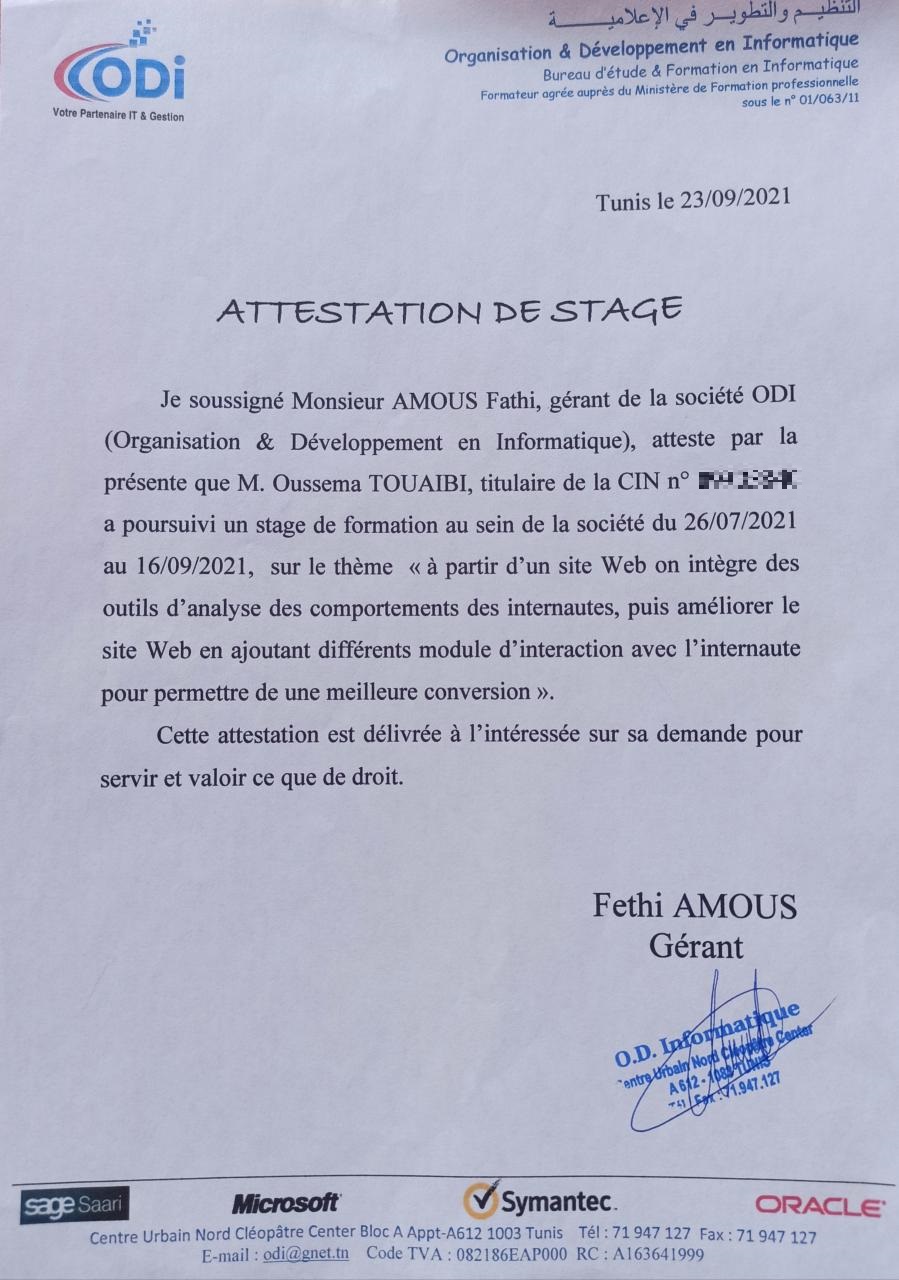 ODi
Votre Partenaire IT & Gestion
التنظيم والتطوير في الإعلاميـــــــــة
Organisation & Développement en Informatique
Bureau d'étude & Formation en Informatique
Formateur agrée auprès du Ministère de Formation professionnelle
sous le n° 01/063/11
Tunis le 23/09/2021
ATTESTATION DE STAGE
Je soussigné Monsieur AMOUS Fathi, gérant de la société ODI
(Organisation & Développement en Informatique), atteste par la
présente que M. Oussema TOUAIBI, titulaire de la CIN n°
a poursuivi un stage de formation au sein de la société du 26/07/2021
au 16/09/2021, sur le thème « à partir d'un site Web on intègre des
outils d'analyse des comportements des internautes, puis améliorer le
site Web en ajoutant différents module d'interaction avec l'internaute
pour permettre de une meilleure conversion ».
Cette attestation est délivrée à l'intéressée sur sa demande pour
servir et valoir ce que de droit.
Fethi AMOUS
Gérant
O.D. Informatique
entre Urbain Nord Cléopâtre Center
A 612 - TUNIS
Fax : 71.947.127
sage Saari
Microsoft
Symantec.
ORACLE
Centre Urbain Nord Cléopâtre Center Bloc A Appt-A612 1003 Tunis Tél : 71 947 127 Fax : 71 947 127
E-mail : odi@gnet.tn Code TVA : 082186EAP000 RC : A163641999